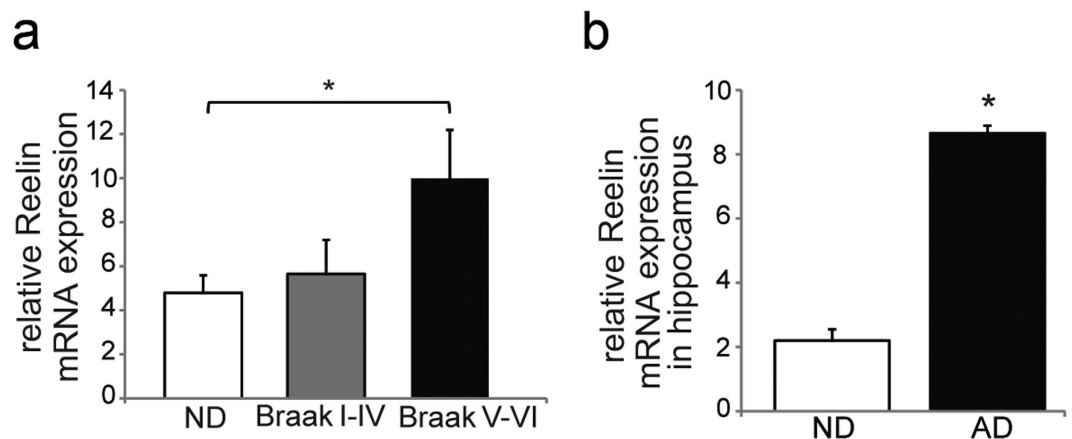 a
relative Reelin
mRNA expression
14
12
10
8
6
4
2
0
*
ND
Braak I-IV
Braak V-VI
b
relative Reelin
mRNA expression
in hippocampus
10
8
6
4
2
0
*
ND
AD